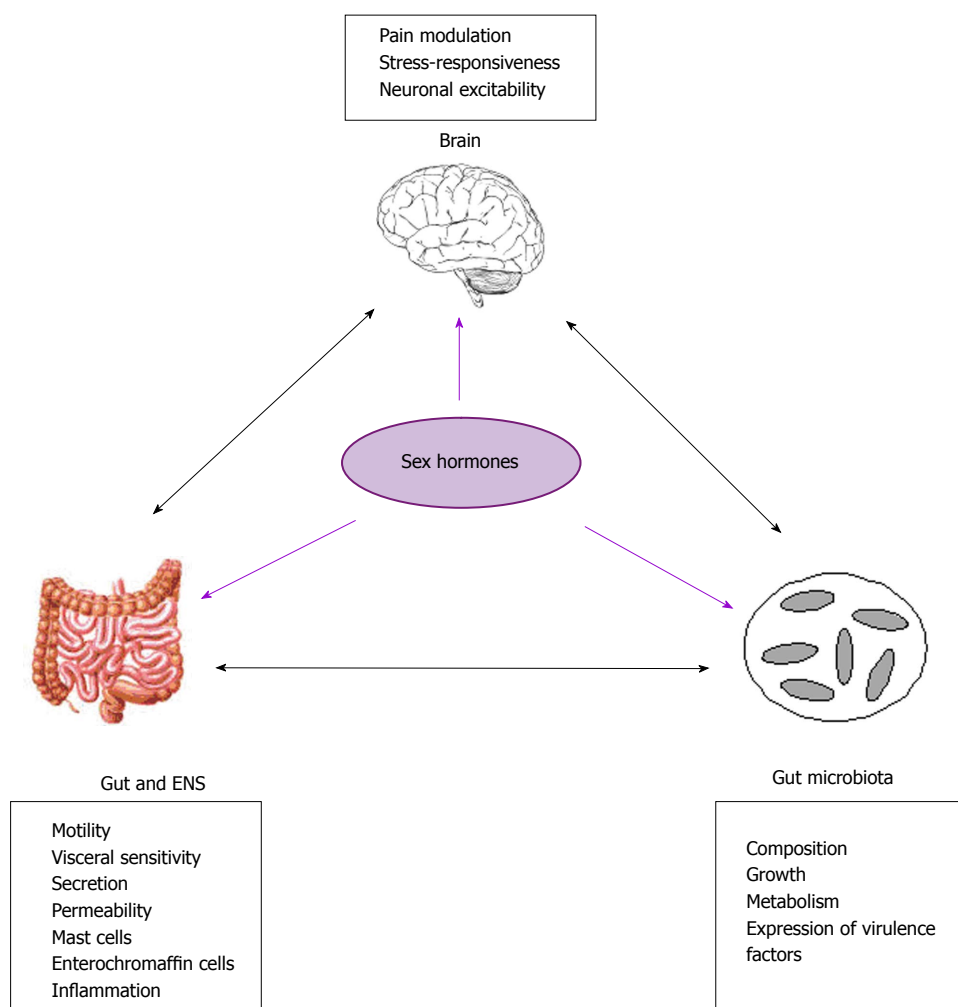 Pain modulation
Stress-responsiveness
Neuronal excitability
Brain
Sex hormones
Gut and ENS
Motility
Visceral sensitivity
Secretion
Permeability
Mast cells
Enterochromaffin cells
Inflammation
Gut microbiota
Composition
Growth
Metabolism
Expression of virulence
factors